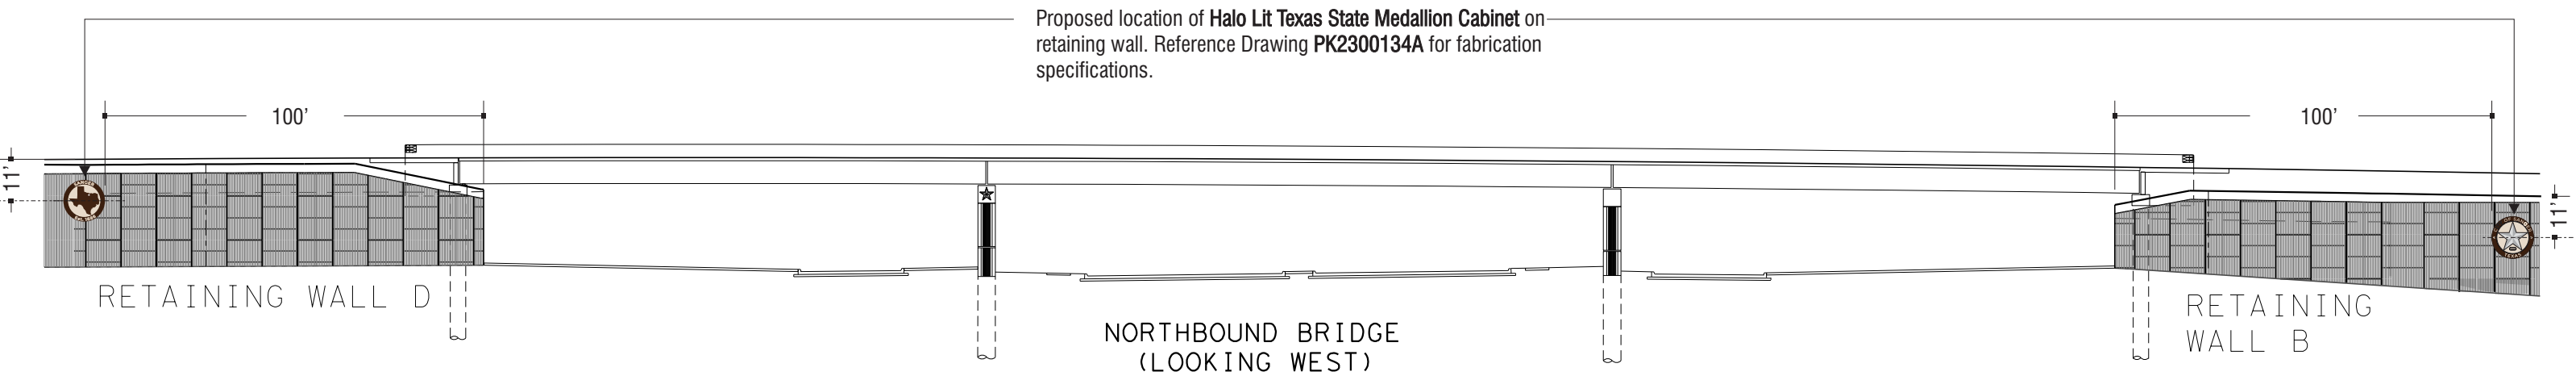 Proposed location of Halo Lit Texas State Medallion Cabinet on
retaining wall. Reference Drawing PK2300134A for fabrication
specifications.
100'
100'
11'
11'
RETAINING WALL D
RETAINING
WALL B
NORTHBOUND BRIDGE
(LOOKING WEST)
TEXAS